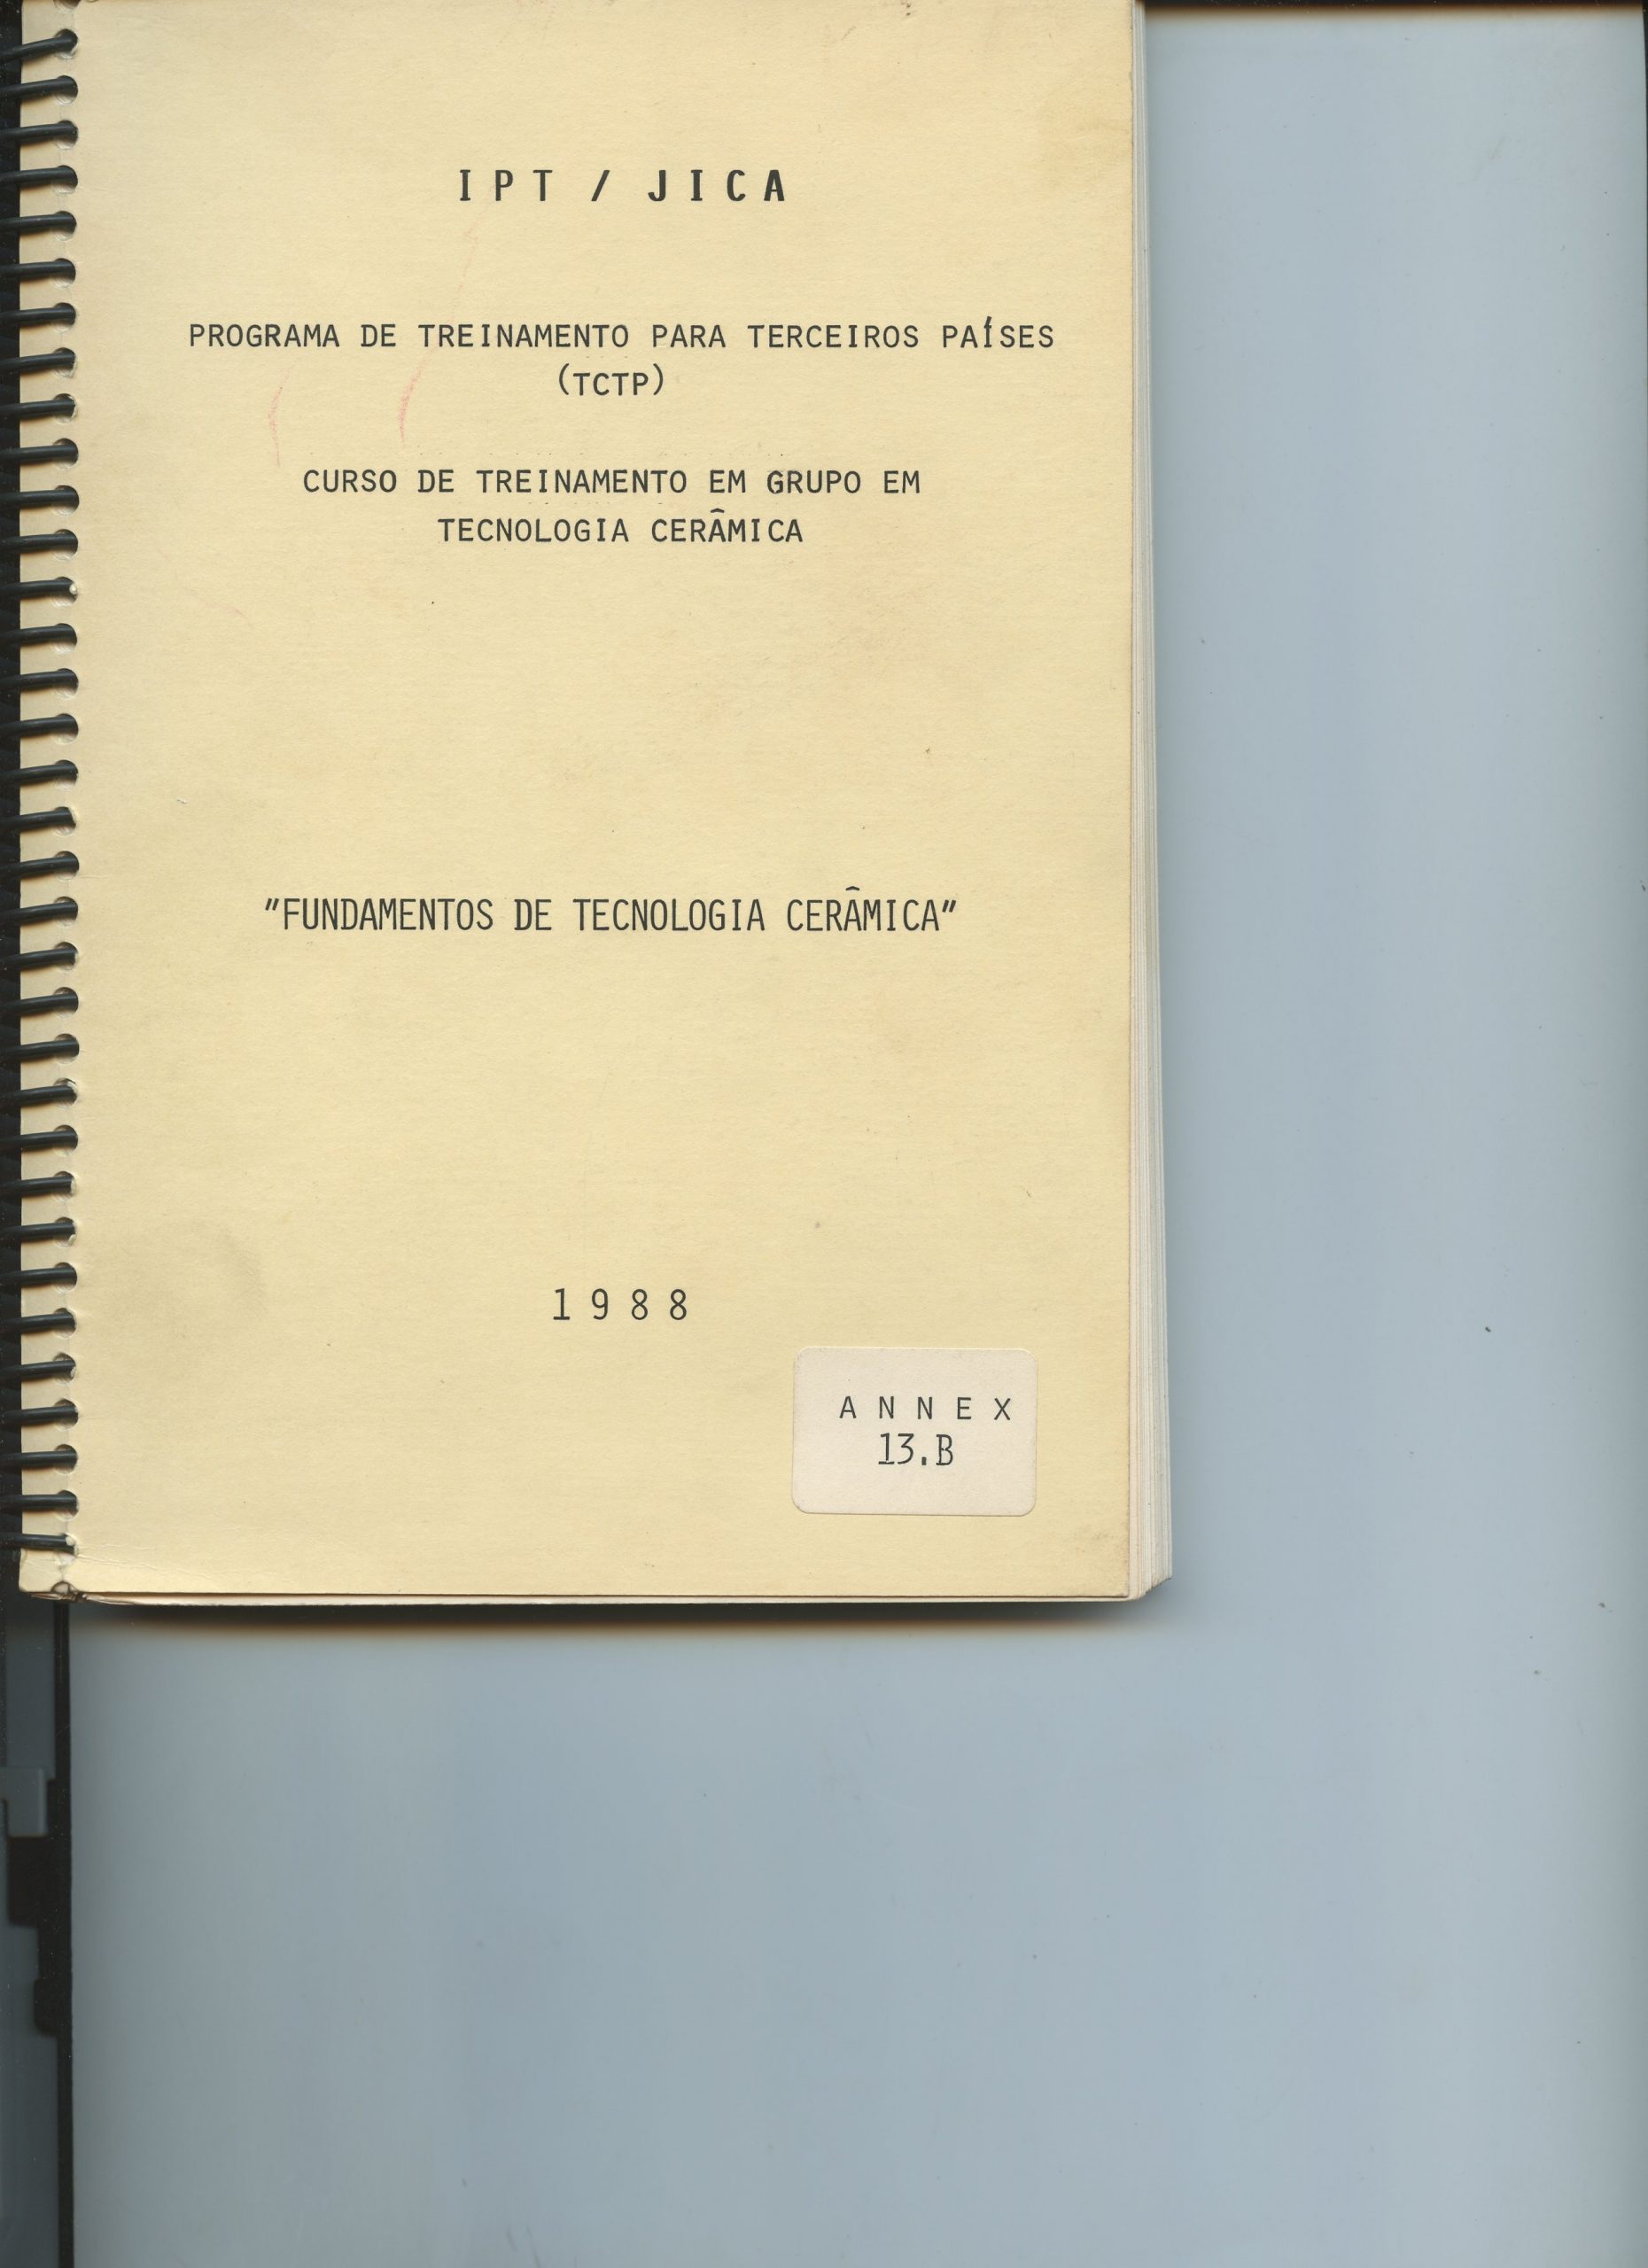 IPT / JICA
PROGRAMA DE TREINAMENTO PARA TERCEIROS PAÍSES
(TCTP)
CURSO DE TREINAMENTO EM GRUPO EM
TECNOLOGIA CERÂMICA
"FUNDAMENTOS DE TECNOLOGIA CERÂMICA"
1988
ANNEX
13.B